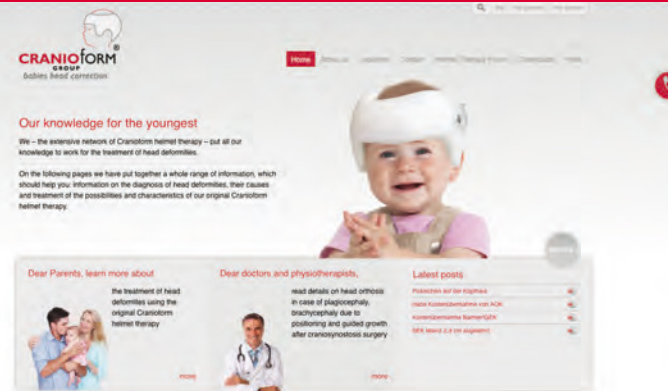 CRANIOFORM®
GROUP
babies head correction
Home
Our knowledge for the youngest
We – the extensive network of Cranioform helmet therapy – put all our
knowledge to work for the treatment of head deformities.
On the following pages we have put together a whole range of information, which
should help you: Information on the diagnosis of head deformities, their causes
and treatment of the possibilities and characteristics of our original Cranioform
helmet therapy.
Dear Parents, learn more about
the treatment of head
deformites using the
original Cranioform
helmet therapy
more
Dear doctors and physiotherapists,
read details on head orthosis
in case of plagiocephaly,
brachycephaly due to
positioning and guided growth
after craniosynostosis surgery
more
Latest posts